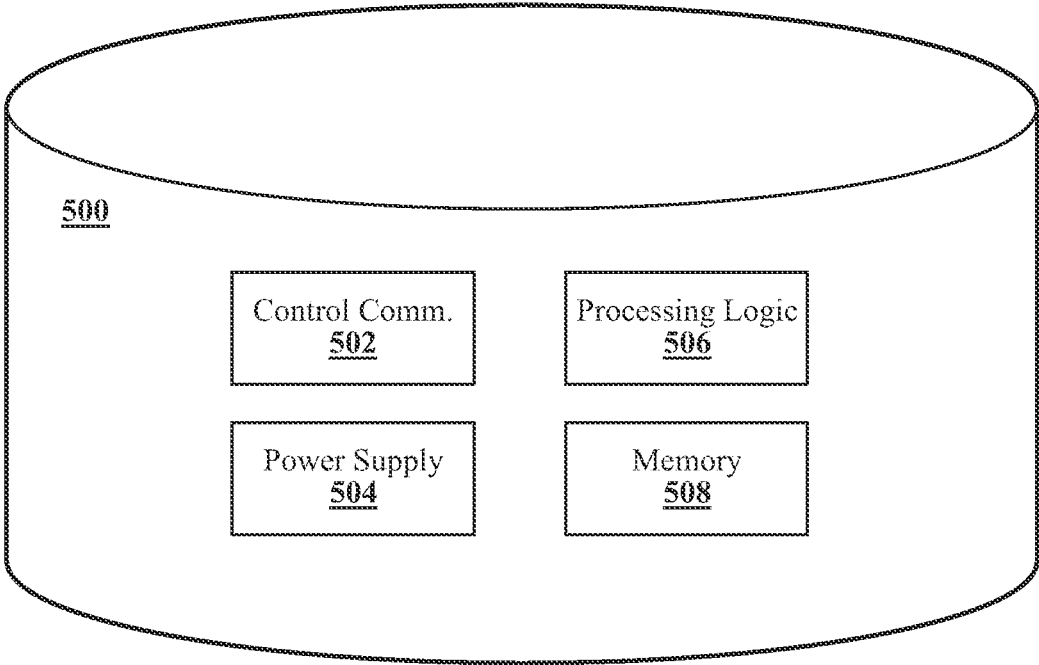 500
Control Comm.
502
Processing Logic
506
Power Supply
504
Memory
508